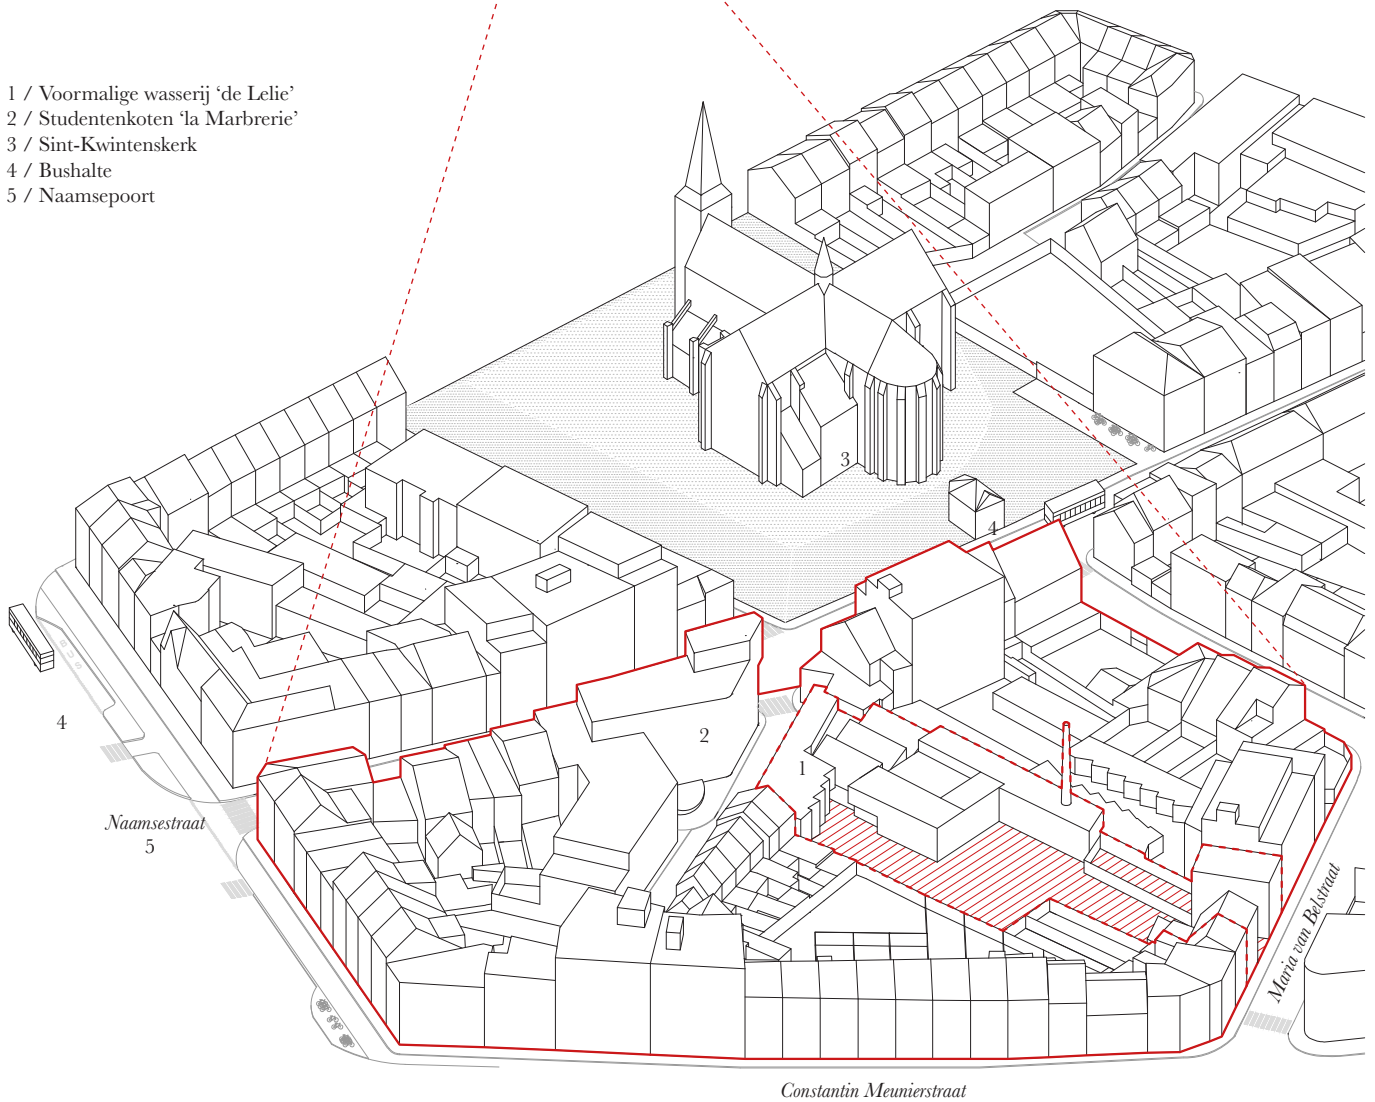 1 / Voormalige wasserij ‘de Lelie’
2 / Studentenkoten ‘la Marbrerie’
3 / Sint-Kwintenskerk
4 / Bushalte
5 / Naamsepoort
3
4
BUS
4
2
1
Naamsestraat
5
Maria van Belstraat
Constantin Meunierstraat